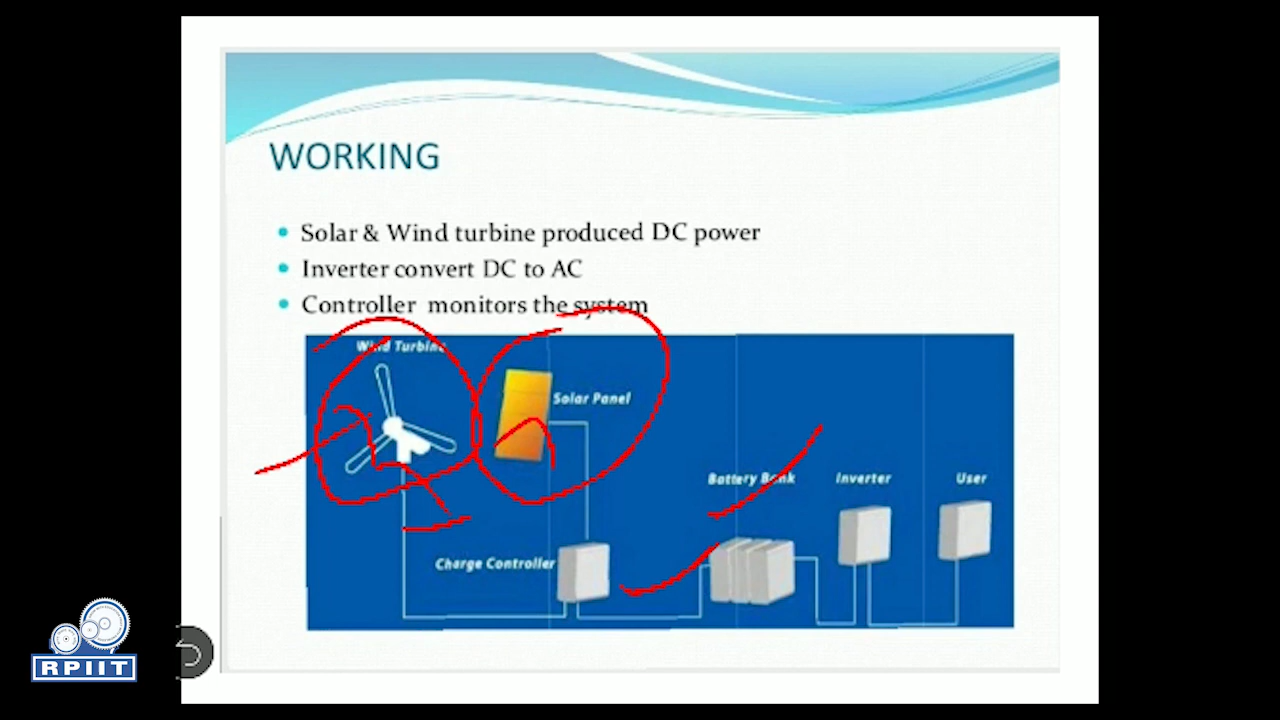 WORKING
Solar & Wind turbine produced DC power
Inverter convert DC to AC
Controller monitors the system
Wind Turbine
Solar Panel
Battery Bank
Inverter
User
Charge Controller
RPIIT